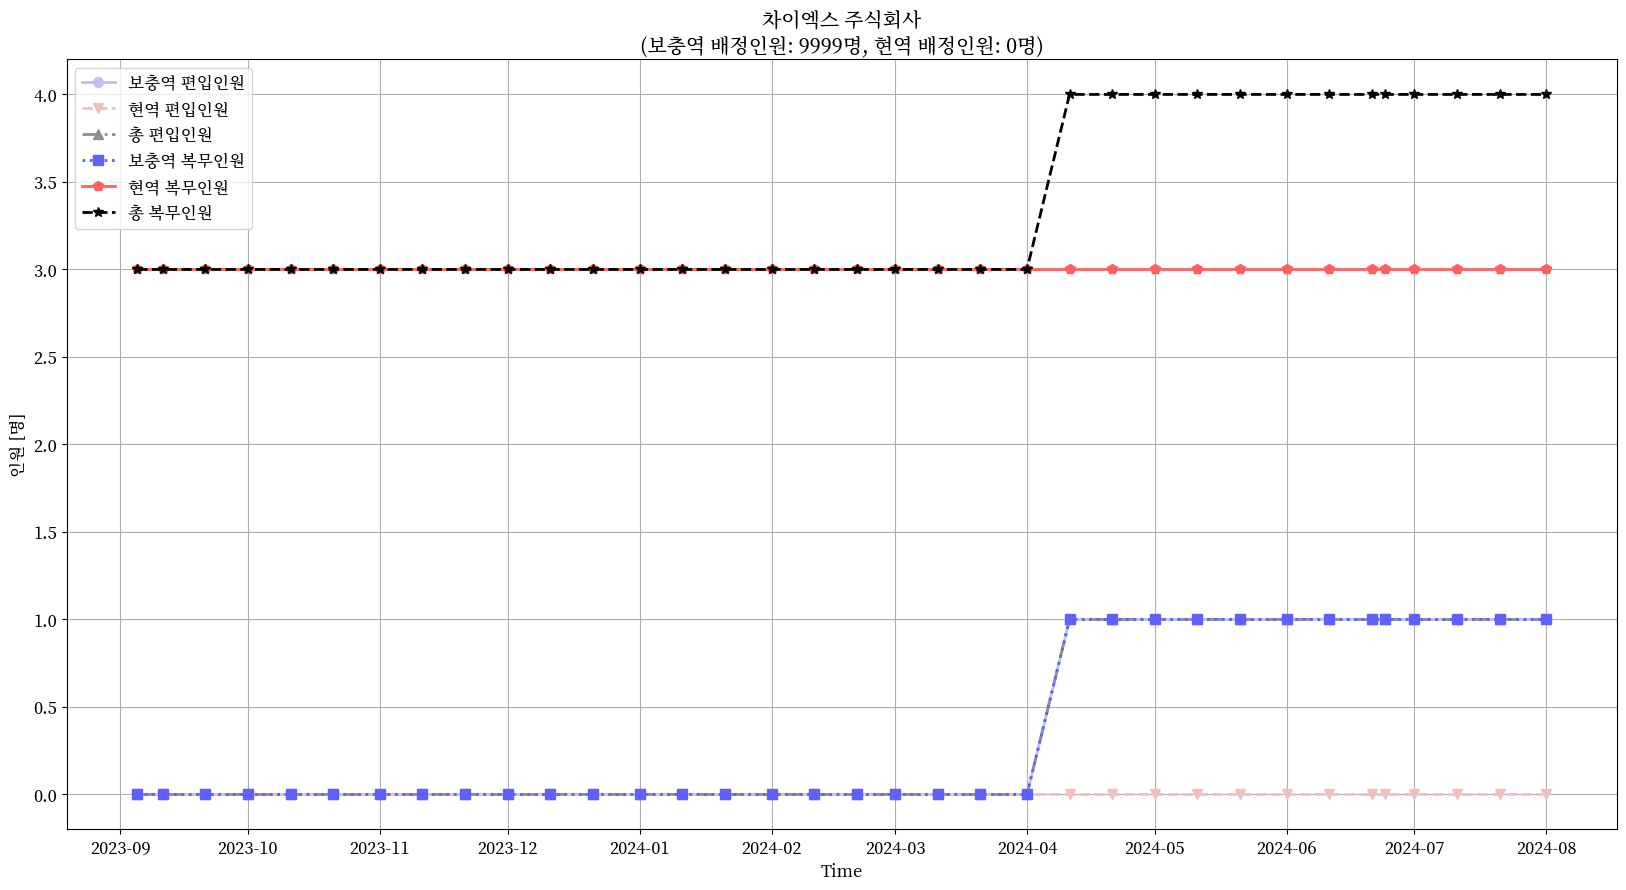 차이엑스 주식회사
(보충역 배정인원: 9999명, 현역 배정인원: 0명)
보충역 편입인원
현역 편입인원
총 편입인원
보충역 복무인원
현역 복무인원
총 복무인원
4.0
3.5
3.0
2.5
2.0
1.5
1.0
0.5
0.0
인원 [명]
2023-09 2023-10 2023-11 2023-12 2024-01 2024-02 2024-03 2024-04 2024-05 2024-06 2024-07 2024-08
Time